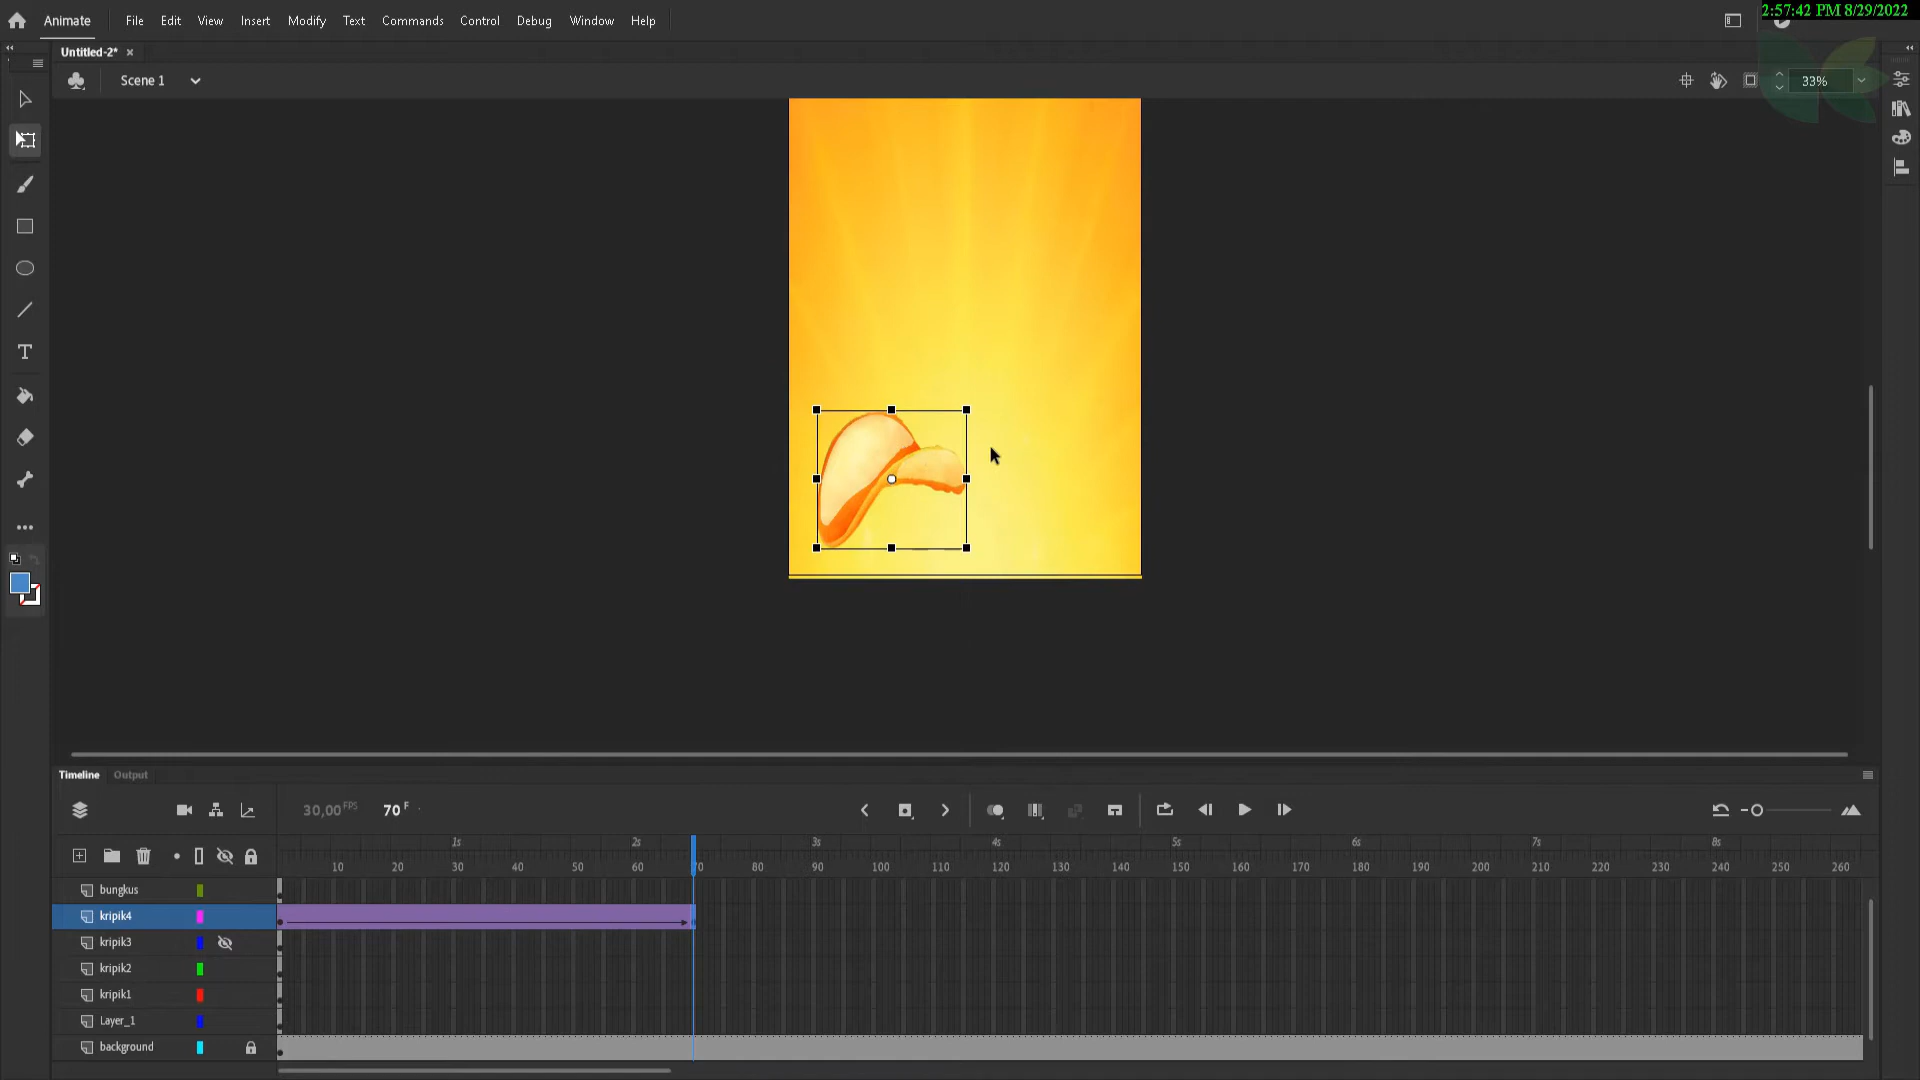 2:57:42 PM 8/29/2022
Animate File Edit View Insert Modify Text Commands Control Debug Window Help
Untitled-2*
Scene 1
33%
T
Timeline Output
30,00 FPS 70 F
1s 2s 3s 4s 5s 6s 7s 8s
10 20 30 40 50 60 70 80 90 100 110 120 130 140 150 160 170 180 190 200 210 220 230 240 250 260
bungkus
kripik4
kripik3
kripik2
kripik1
Layer_1
background